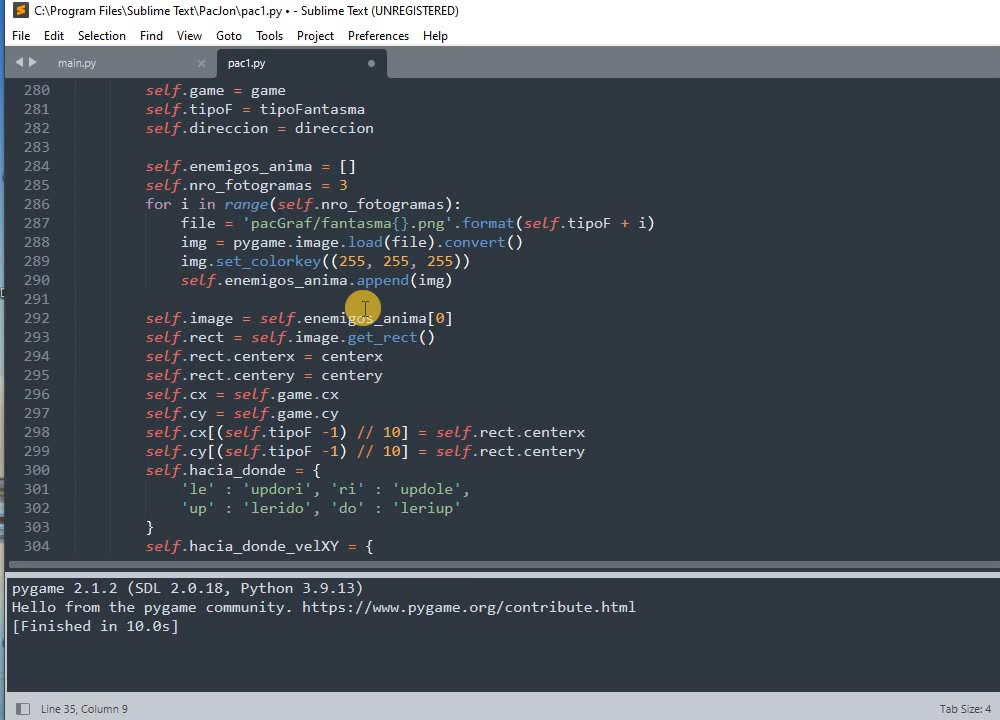 C:\Program Files\Sublime Text\PacJon\pac1.py • - Sublime Text (UNREGISTERED)
File Edit Selection Find View Goto Tools Project Preferences Help
main.py × pac1.py
280 self.game = game
281 self.tipoF = tipoFantasma
282 self.direccion = direccion
283
284 self.enemigos_anima = []
285 self.nro_fotogramas = 3
286 for i in range(self.nro_fotogramas):
287 file = 'pacGraf/fantasma{}.png'.format(self.tipoF + i)
288 img = pygame.image.load(file).convert()
289 img.set_colorkey((255, 255, 255))
290 self.enemigos_anima.append(img)
291
292 self.image = self.enemigos_anima[0]
293 self.rect = self.image.get_rect()
294 self.rect.centerx = centerx
295 self.rect.centery = centery
296 self.cx = self.game.cx
297 self.cy = self.game.cy
298 self.cx[(self.tipoF -1) // 10] = self.rect.centerx
299 self.cy[(self.tipoF -1) // 10] = self.rect.centery
300 self.hacia_donde = {
301 'le' : 'updori', 'ri' : 'updole',
302 'up' : 'lerido', 'do' : 'leriup'
303 }
304 self.hacia_donde_velXY = {
pygame 2.1.2 (SDL 2.0.18, Python 3.9.13)
Hello from the pygame community. https://www.pygame.org/contribute.html
[Finished in 10.0s]
Line 35, Column 9 Tab Size: 4